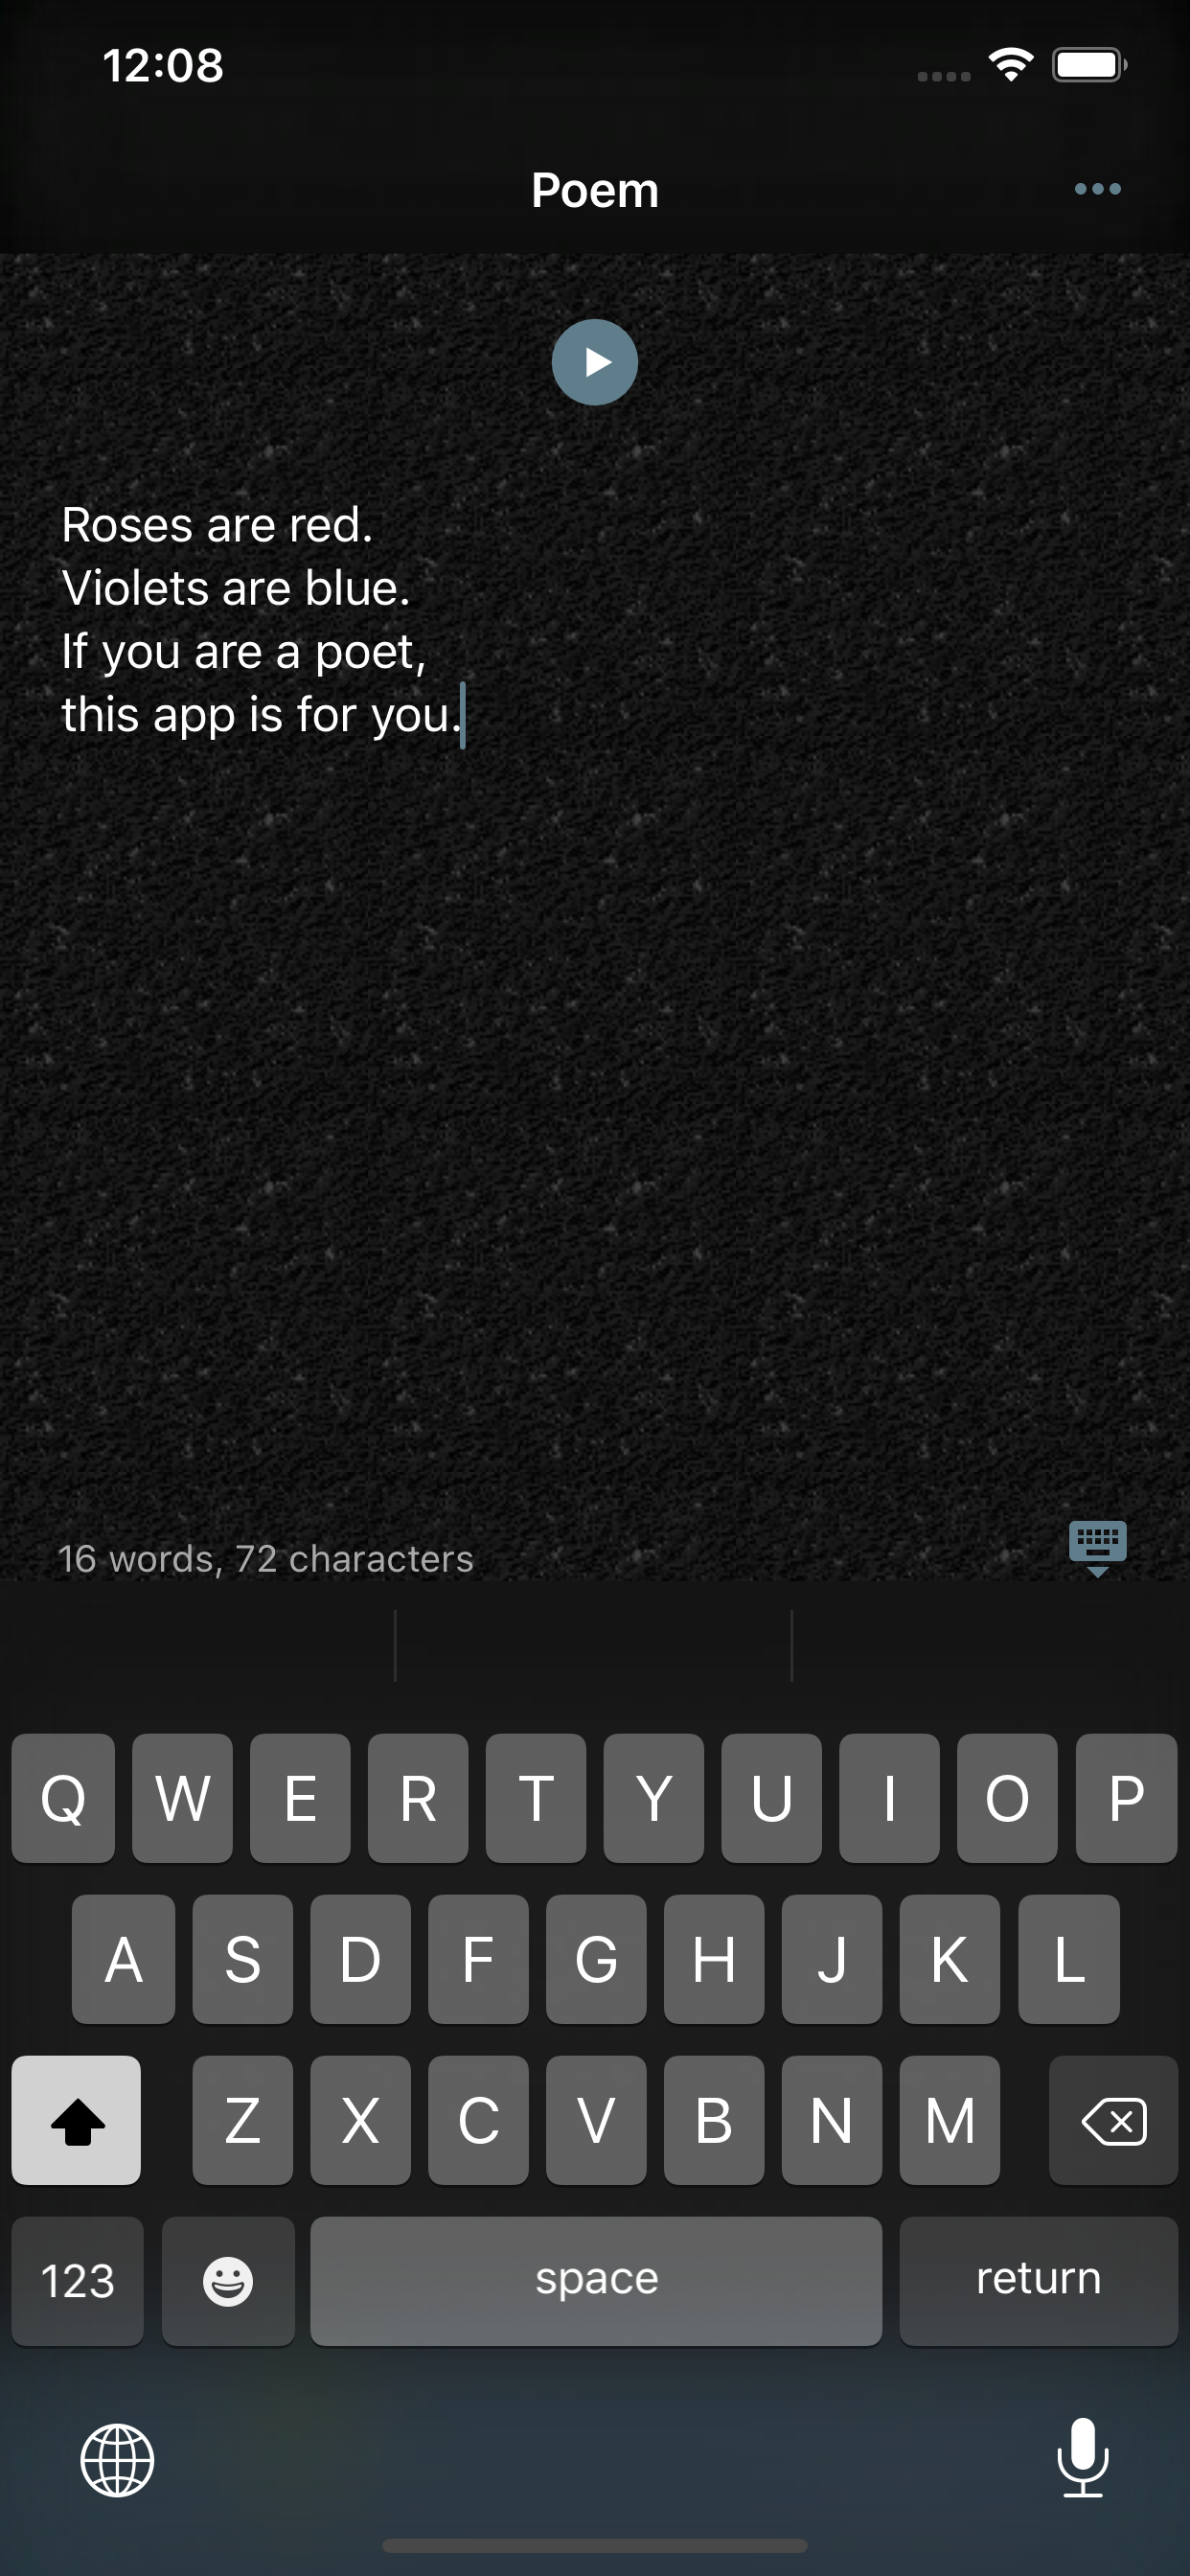 12:08
Poem
Roses are red.
Violets are blue.
If you are a poet,
this app is for you.
16 words, 72 characters
Q W E R T Y U I O P
A S D F G H J K L
Z X C V B N M
123 space return